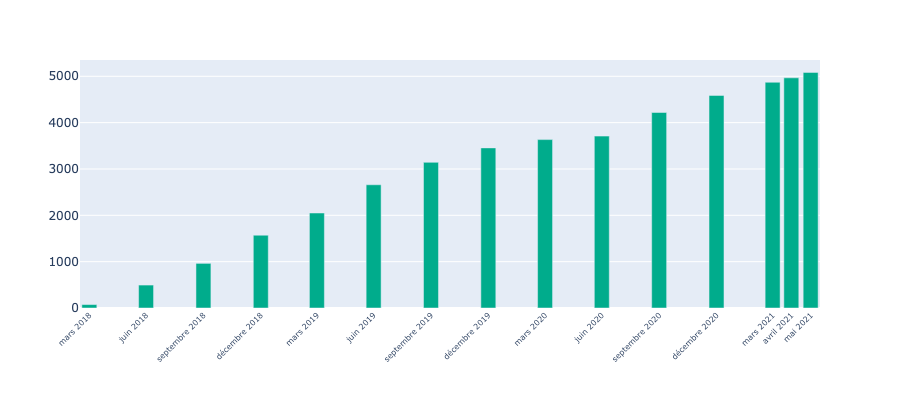 5000
4000
3000
2000
1000
0
mars 2018
juin 2018
septembre 2018
décembre 2018
mars 2019
juin 2019
septembre 2019
décembre 2019
mars 2020
juin 2020
septembre 2020
décembre 2020
mars 2021
avril 2021
mai 2021